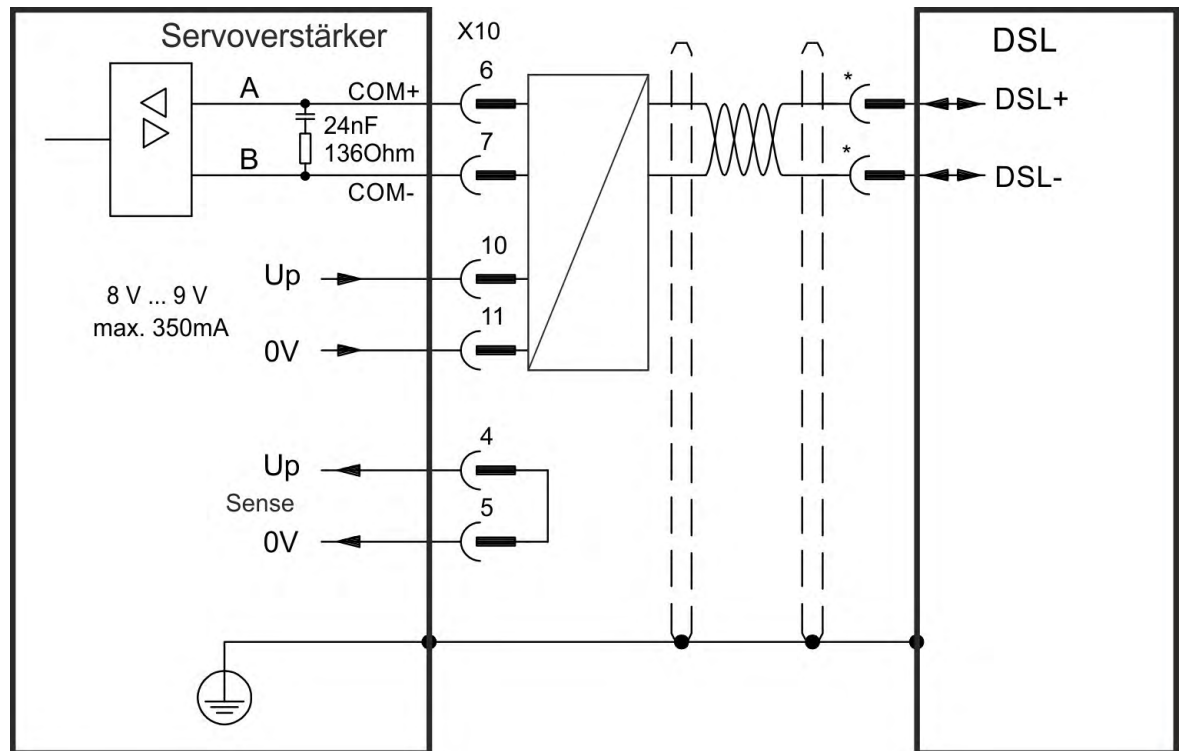 Servoverstärker
X10
DSL
6
A
COM+
*
DSL+
24nF
136Ohm
7
B
COM-
*
DSL-
10
Up
8 V ... 9 V
max. 350mA
11
0V
4
Up
Sense
5
0V